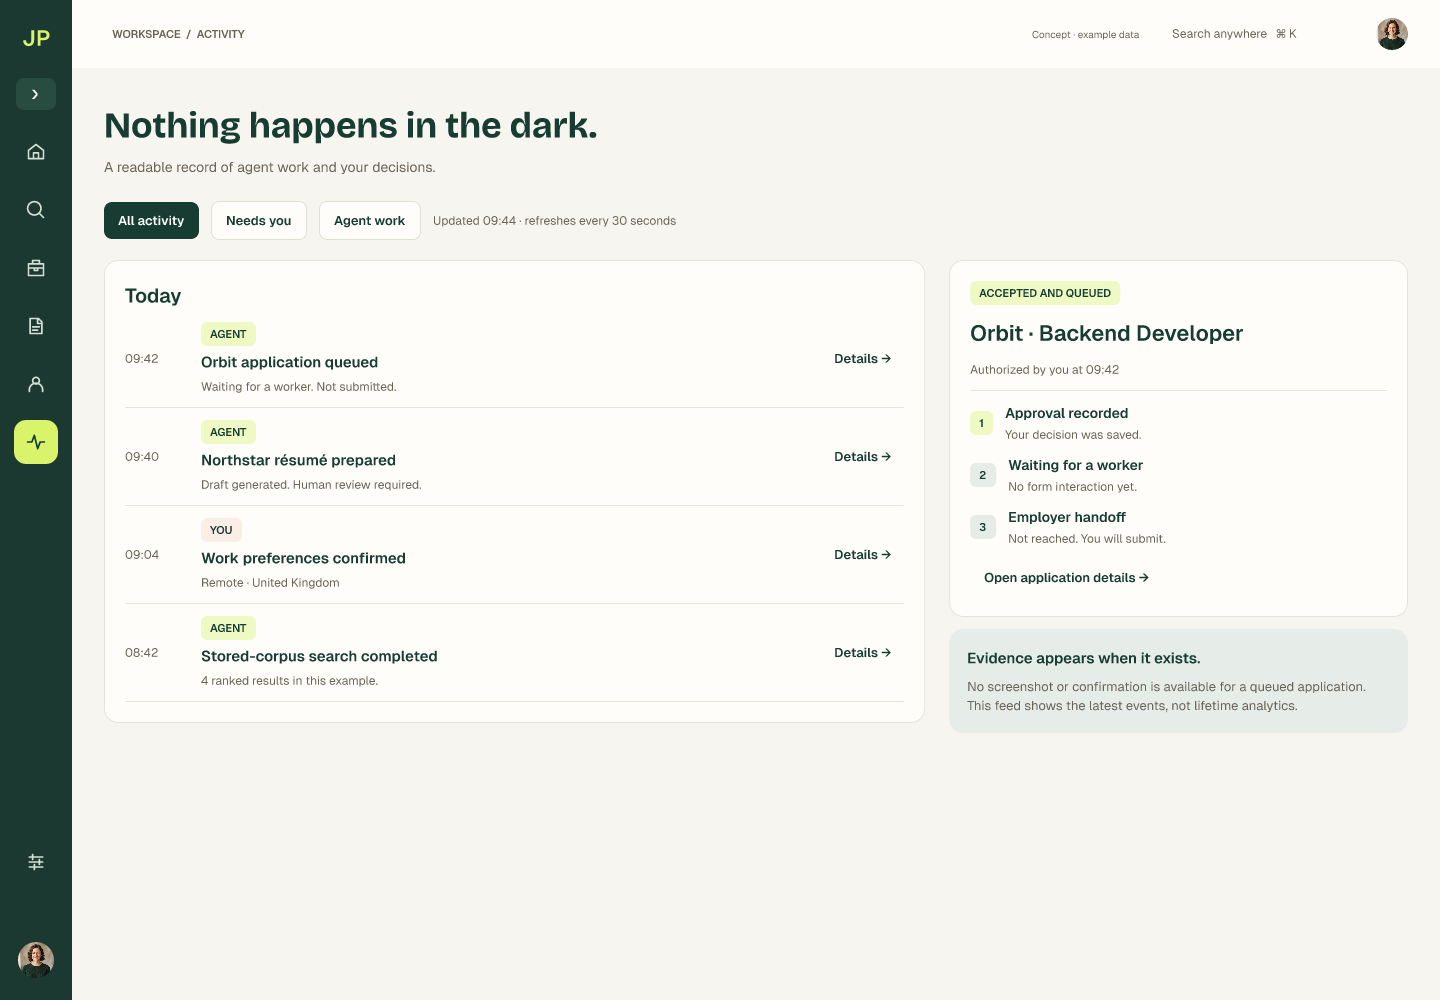 JP
WORKSPACE / ACTIVITY
Concept · example data
Search anywhere ⌘ K
Nothing happens in the dark.
A readable record of agent work and your decisions.
All activity
Needs you
Agent work
Updated 09:44 · refreshes every 30 seconds
Today
AGENT
09:42
Orbit application queued
Waiting for a worker. Not submitted.
Details →
AGENT
09:40
Northstar résumé prepared
Draft generated. Human review required.
Details →
YOU
09:04
Work preferences confirmed
Remote · United Kingdom
Details →
AGENT
08:42
Stored-corpus search completed
4 ranked results in this example.
Details →
ACCEPTED AND QUEUED
Orbit · Backend Developer
Authorized by you at 09:42
1
Approval recorded
Your decision was saved.
2
Waiting for a worker
No form interaction yet.
3
Employer handoff
Not reached. You will submit.
Open application details →
Evidence appears when it exists.
No screenshot or confirmation is available for a queued application.
This feed shows the latest events, not lifetime analytics.